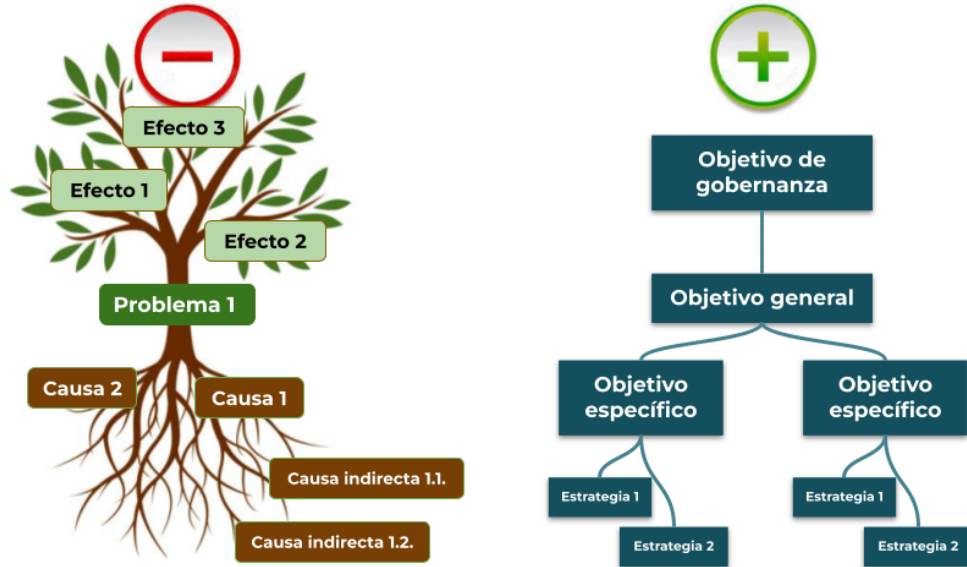 Efecto 3
Efecto 1
Efecto 2
Problema 1
Causa 2
Causa 1
Causa indirecta 1.1.
Causa indirecta 1.2.
Objetivo de
gobernanza
Objetivo general
Objetivo
específico
Objetivo
específico
Estrategia 1
Estrategia 2
Estrategia 1
Estrategia 2